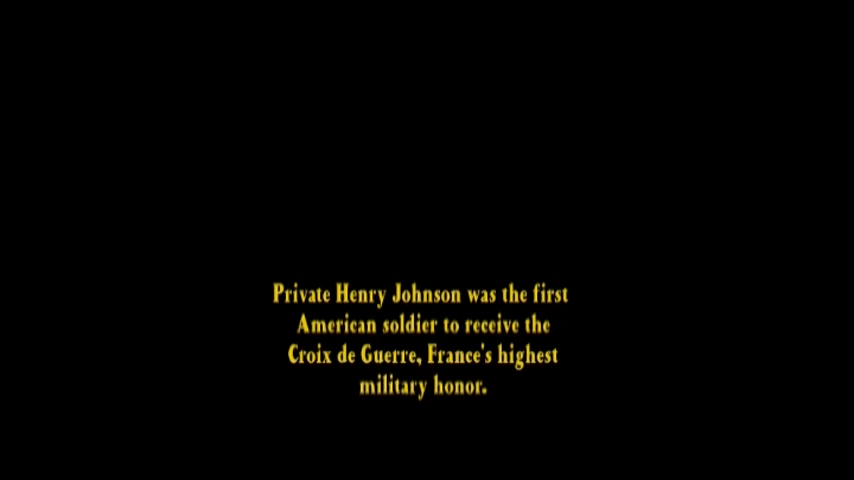 Private Henry Johnson was the first
American soldier to receive the
Croix de Guerre, France's highest
military honor.